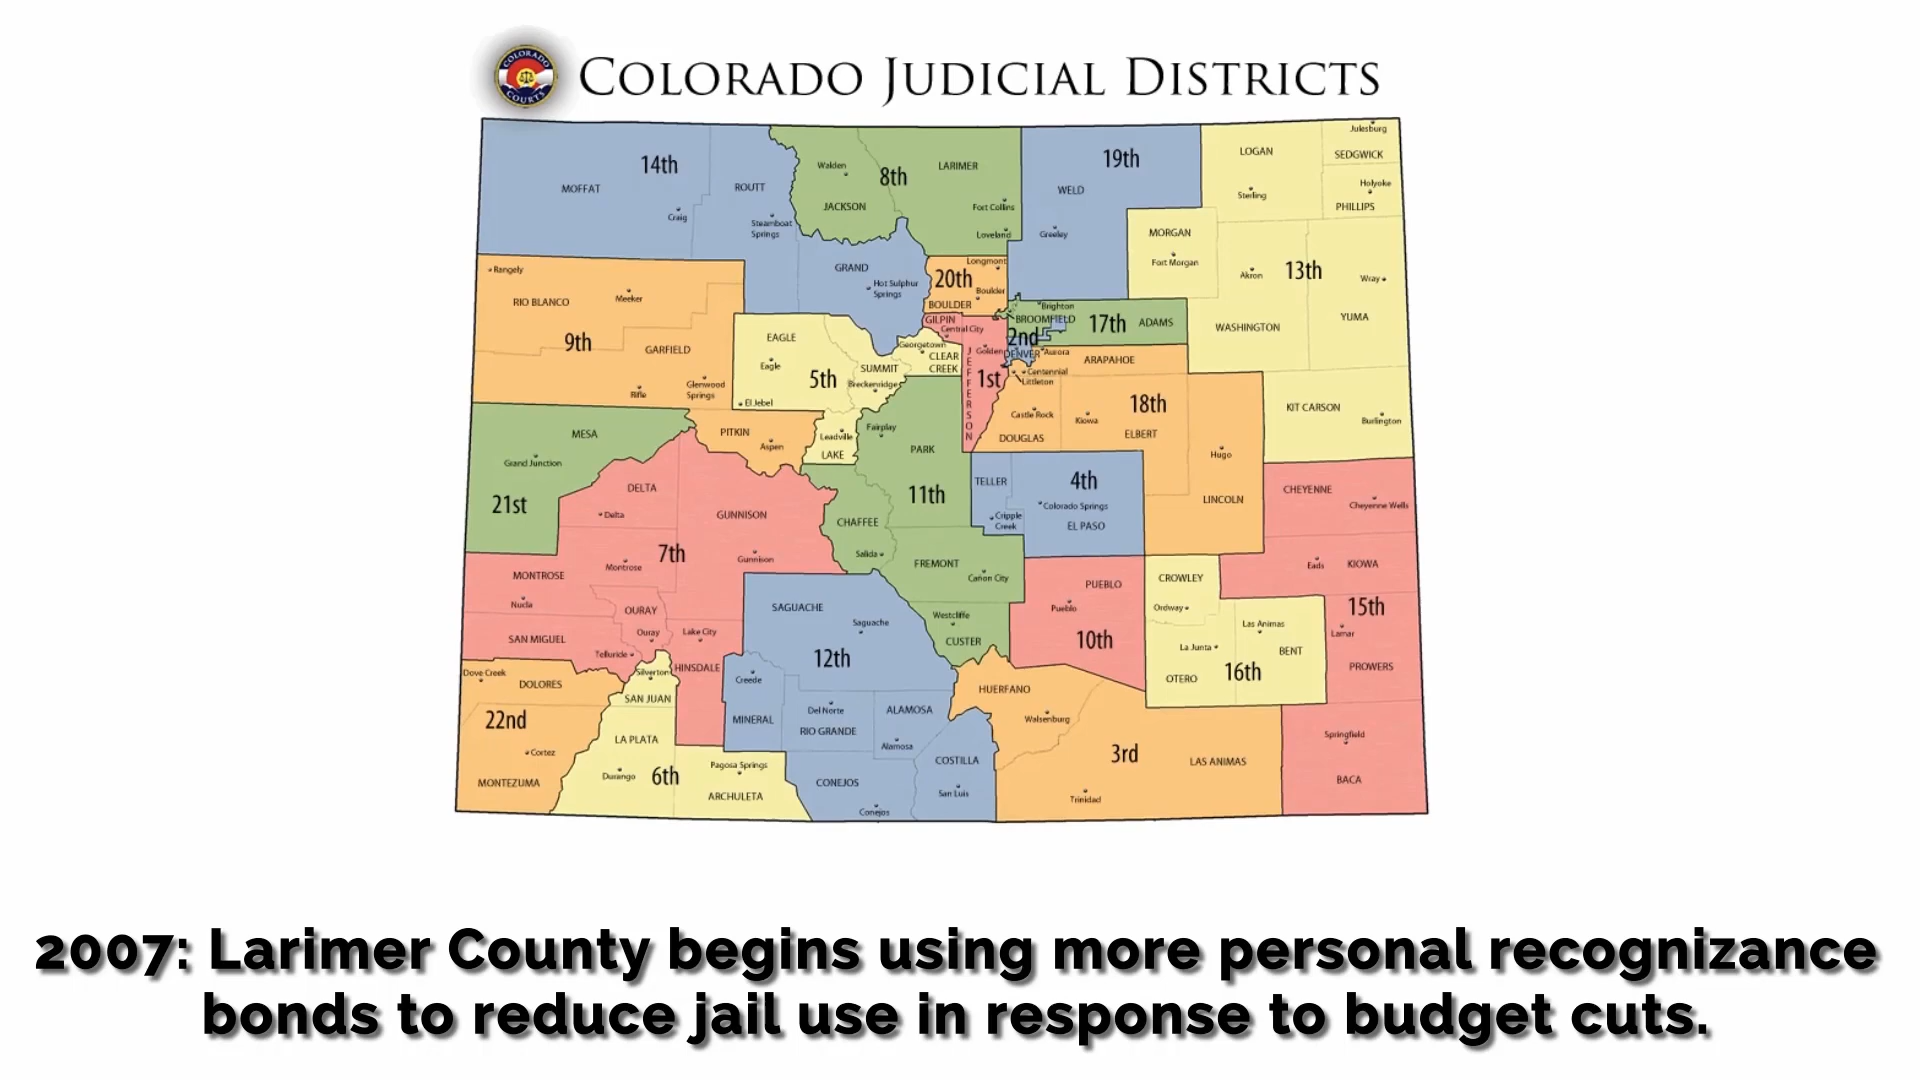 COLORADO
COURTS
COLORADO JUDICIAL DISTRICTS
14th
MOFFAT
ROUTT
Craig
Steamboat
Springs
Walden
8th
LARIMER
JACKSON
Fort Collins
Loveland
19th
WELD
Greeley
LOGAN
Sterling
Julesburg
SEDGWICK
Holyoke
PHILLIPS
MORGAN
Fort Morgan
13th
Akron
Wray
YUMA
WASHINGTON
KIT CARSON
Burlington
Rangely
RIO BLANCO
Meeker
9th
GARFIELD
Rifle
Glenwood
Springs
PITKIN
Aspen
GRAND
Hot Sulphur
Springs
20th
Longmont
Boulder
BOULDER
GILPIN
Central City
Georgetown
CLEAR
CREEK
JEFFERSON
Golden
1st
BROOMFIELD
Brighton
17th
ADAMS
2nd
DENVER
Aurora
ARAPAHOE
Centennial
Littleton
18th
Castle Rock
Kiowa
DOUGLAS
ELBERT
Hugo
LINCOLN
EAGLE
Eagle
5th
SUMMIT
Breckenridge
El Jebel
Leadville
LAKE
Fairplay
PARK
11th
CHAFFEE
Salida
FREMONT
Cañon City
Westcliffe
CUSTER
TELLER
4th
Colorado Springs
Cripple
Creek
EL PASO
CHEYENNE
Cheyenne Wells
Eads
KIOWA
15th
Lamar
PROWERS
Springfield
BACA
MESA
Grand Junction
21st
DELTA
Delta
GUNNISON
7th
Gunnison
MONTROSE
Montrose
Nucla
OURAY
Ouray
SAN MIGUEL
Telluride
Lake City
HINSDALE
SAGUACHE
Saguache
12th
Creede
MINERAL
Del Norte
RIO GRANDE
ALAMOSA
Alamosa
COSTILLA
San Luis
CONEJOS
Conejos
PUEBLO
Pueblo
10th
CROWLEY
Ordway
Las Animas
La Junta
BENT
OTERO
16th
HUERFANO
Walsenburg
3rd
LAS ANIMAS
Trinidad
Dove Creek
DOLORES
22nd
Cortez
MONTEZUMA
Silverton
SAN JUAN
LA PLATA
Durango
6th
Pagosa Springs
ARCHULETA
2007: Larimer County begins using more personal recognizance
bonds to reduce jail use in response to budget cuts.